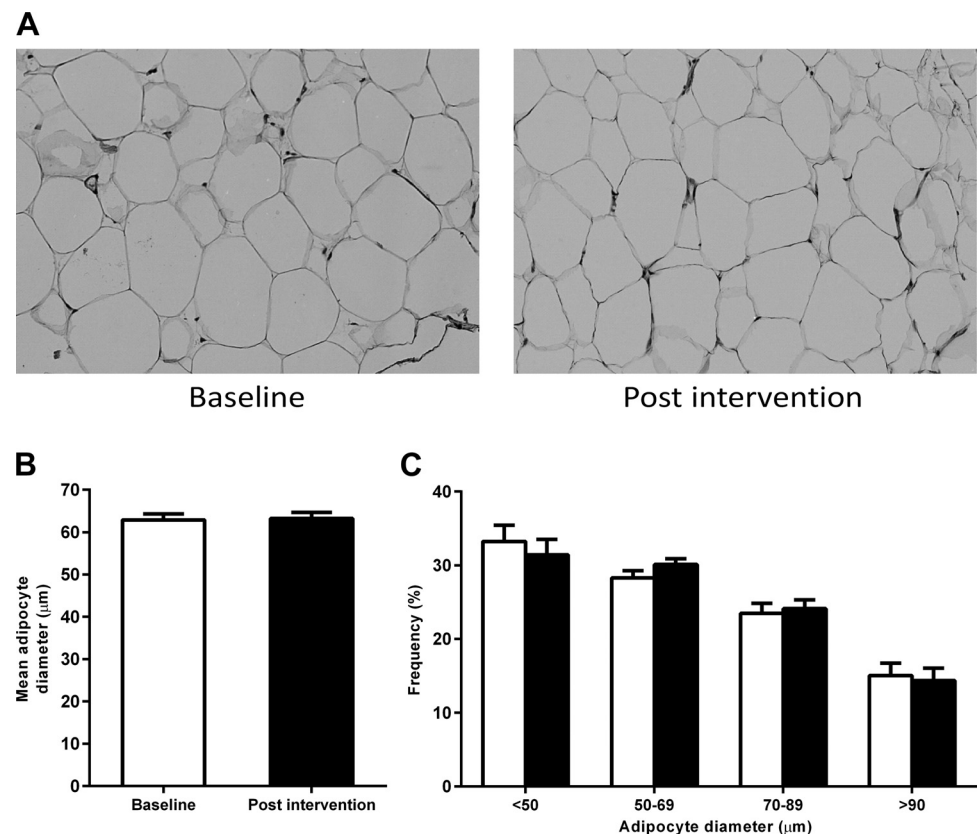 A
Baseline
Post intervention
B
70
60
50
40
30
20
10
0
Mean adipocyte
diameter (μm)
Baseline
Post intervention
C
40
30
20
10
0
Frequency (%)
<50
50-69
70-89
>90
Adipocyte diameter (μm)